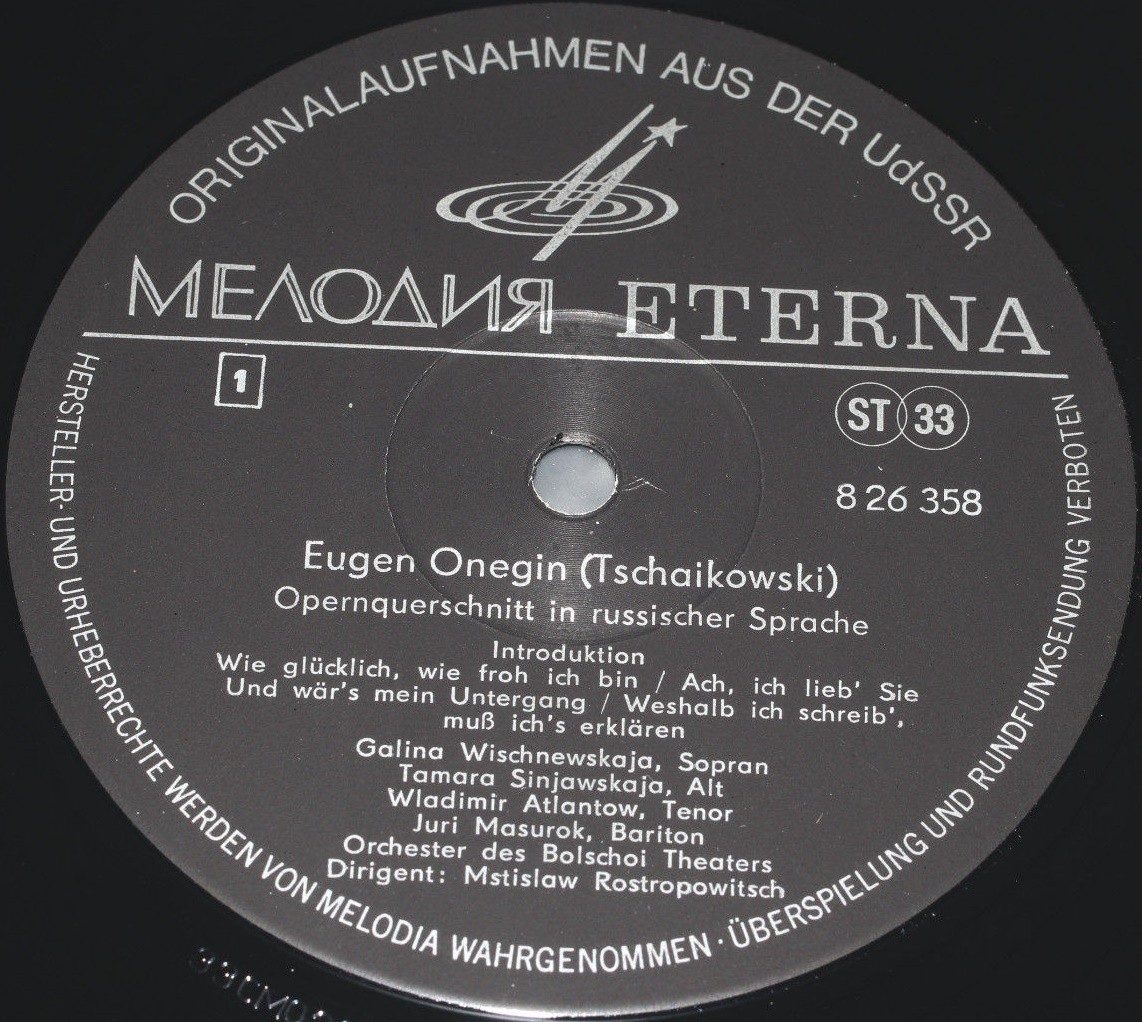 ORIGINALAUFNAHMEN AUS DER UdSSR
МЕЛОДИЯ ETERNA
1
ST 33
8 26 358
Eugen Onegin (Tschaikowski)
Opernquerschnitt in russischer Sprache
Introduktion
Wie glücklich, wie froh ich bin / Ach, ich lieb' Sie
Und wär's mein Untergang / Weshalb ich schreib',
muß ich's erklären
Galina Wischnewskaja, Sopran
Tamara Sinjawskaja, Alt
Wladimir Atlantow, Tenor
Juri Masurok, Bariton
Orchester des Bolschoi Theaters
Dirigent: Mstislaw Rostropowitsch
HERSTELLER- UND URHEBERRECHTE WERDEN VON MELODIA WAHRGENOMMEN · ÜBERSPIELUNG UND RUNDFUNKSENDUNG VERBOTEN